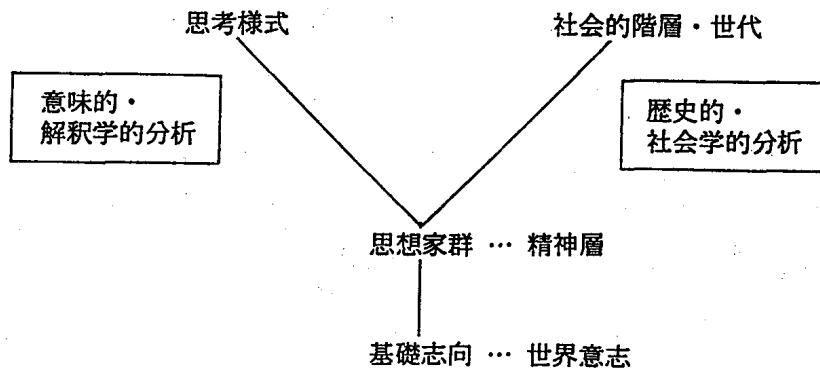 思考様式
社会的階層・世代
意味的・
解釈学的分析
歴史的・
社会学的分析
思想家群 … 精神層
基礎志向 … 世界意志